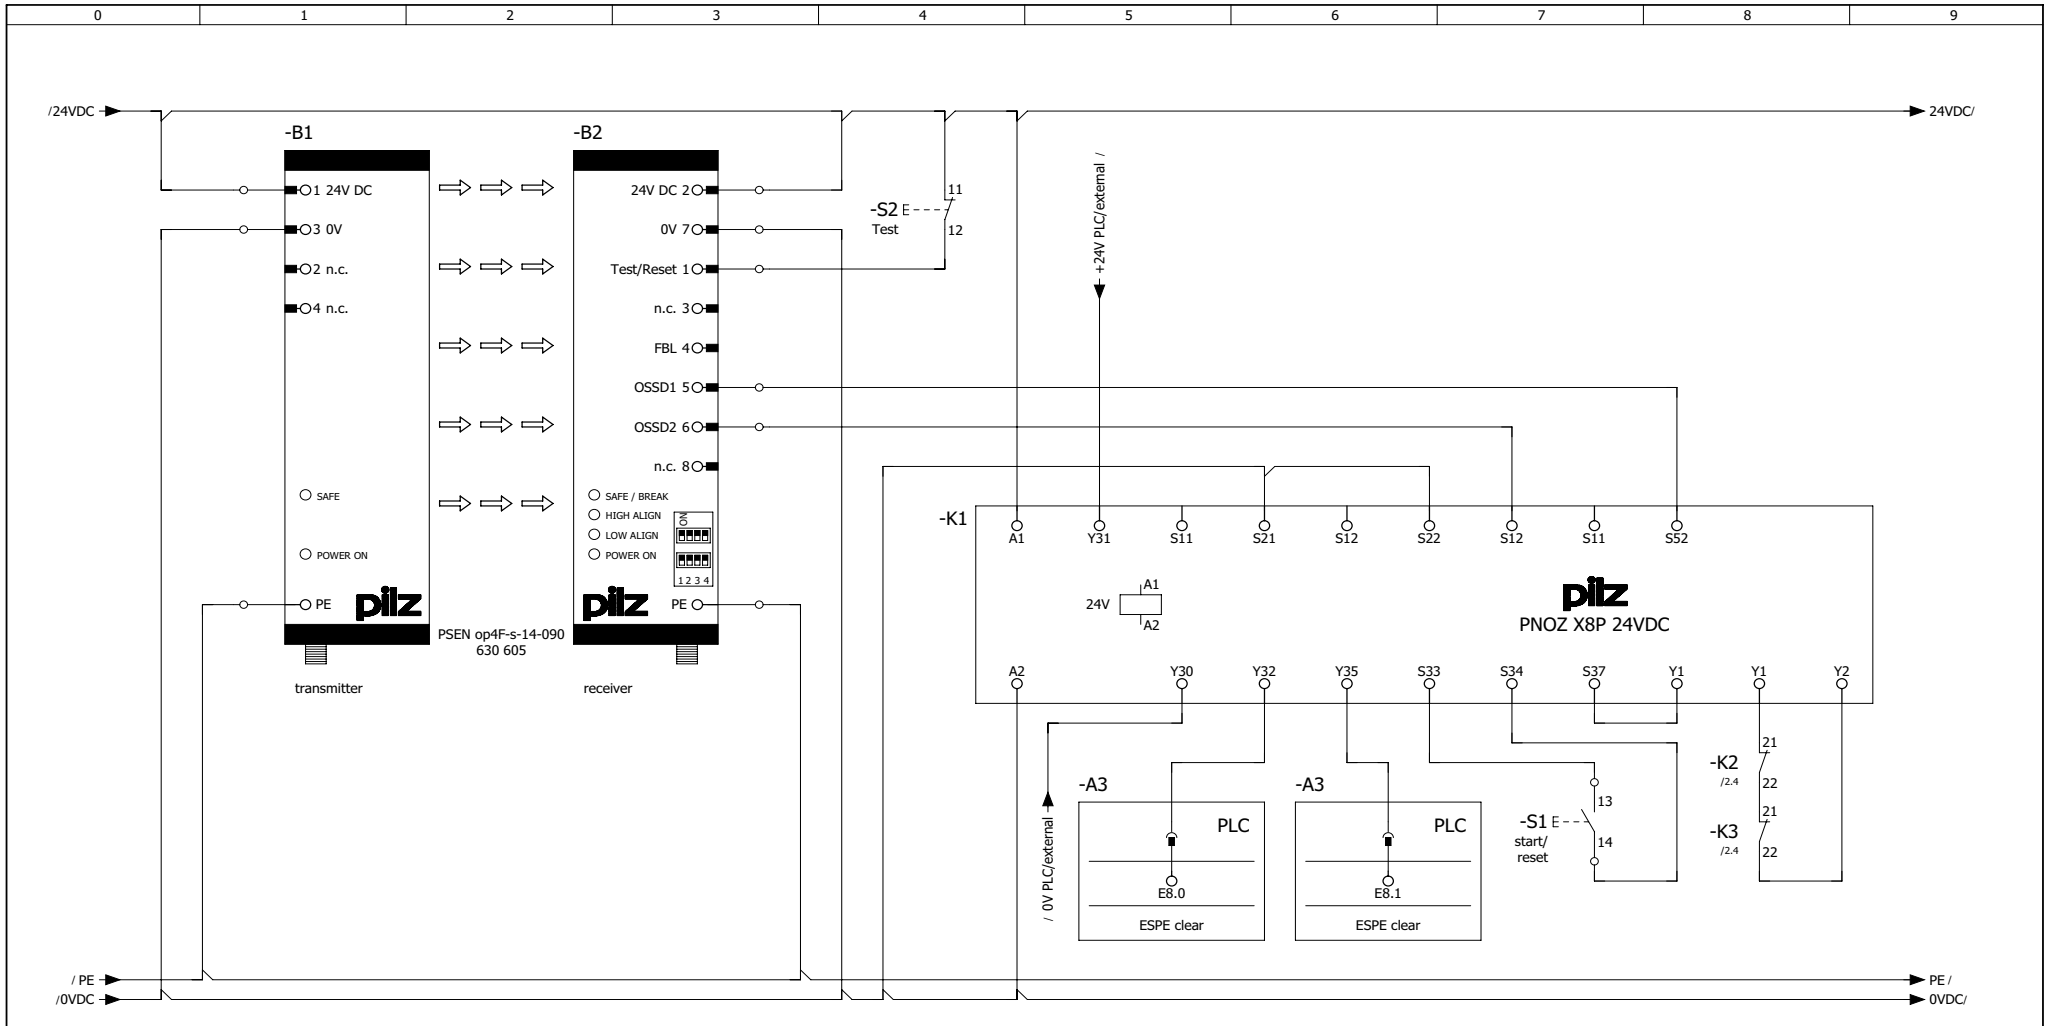 0 1 2 3 4 5 6 7 8 9
/24VDC
24VDC/
-B1
1 24V DC
3 0V
2 n.c.
4 n.c.
SAFE
POWER ON
PE
pilz
transmitter
PSEN op4F-s-14-090
630 605
-B2
24V DC 2
0V 7
Test/Reset 1
n.c. 3
FBL 4
OSSD1 5
OSSD2 6
n.c. 8
SAFE / BREAK
HIGH ALIGN
LOW ALIGN
POWER ON
ON
1 2 3 4
pilz
PE
receiver
-S2
Test
11
12
+24V PLC/external /
-K1
A1 Y31 S11 S21 S12 S22 S12 S11 S52
24V
A1
A2
pilz
PNOZ X8P 24VDC
A2 Y30 Y32 Y35 S33 S34 S37 Y1 Y1 Y2
/ 0V PLC/external
-A3
PLC
E8.0
ESPE clear
-A3
PLC
E8.1
ESPE clear
-S1
start/
reset
13
14
-K2
/2.4
21
22
-K3
/2.4
21
22
/ PE
PE /
/0VDC
0VDC/